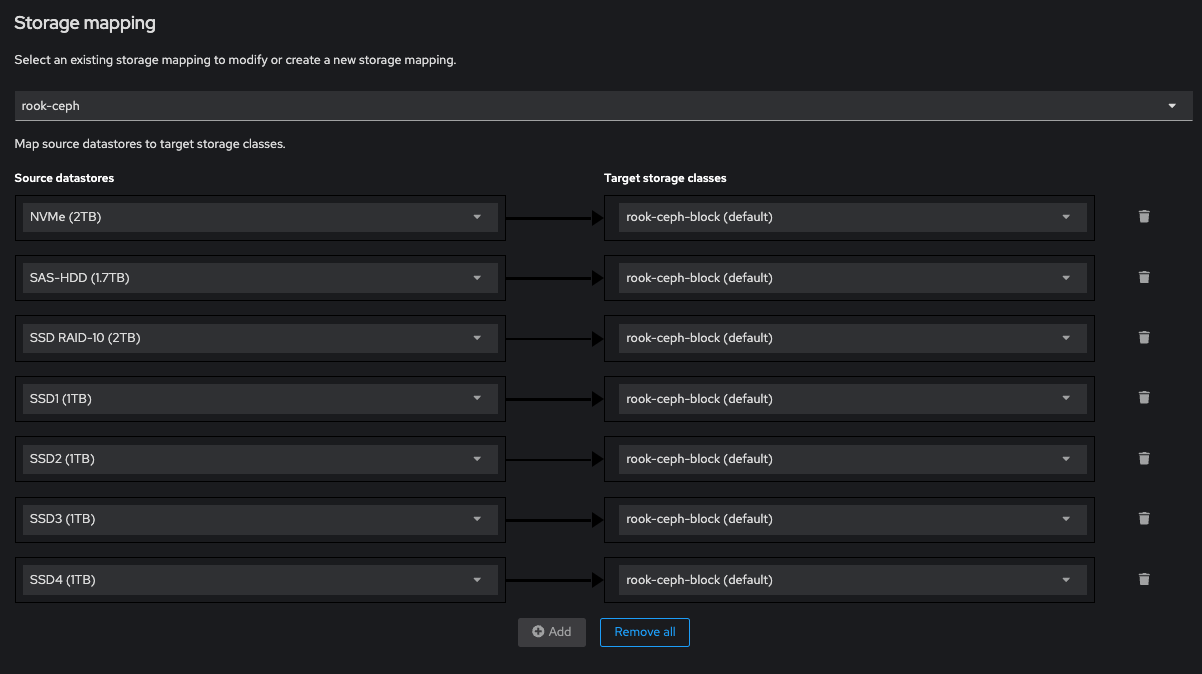 Storage mapping
Select an existing storage mapping to modify or create a new storage mapping.
rook-ceph
Map source datastores to target storage classes.
Source datastores Target storage classes
NVMe (2TB) rook-ceph-block (default)
SAS-HDD (1.7TB) rook-ceph-block (default)
SSD RAID-10 (2TB) rook-ceph-block (default)
SSD1 (1TB) rook-ceph-block (default)
SSD2 (1TB) rook-ceph-block (default)
SSD3 (1TB) rook-ceph-block (default)
SSD4 (1TB) rook-ceph-block (default)
Add Remove all